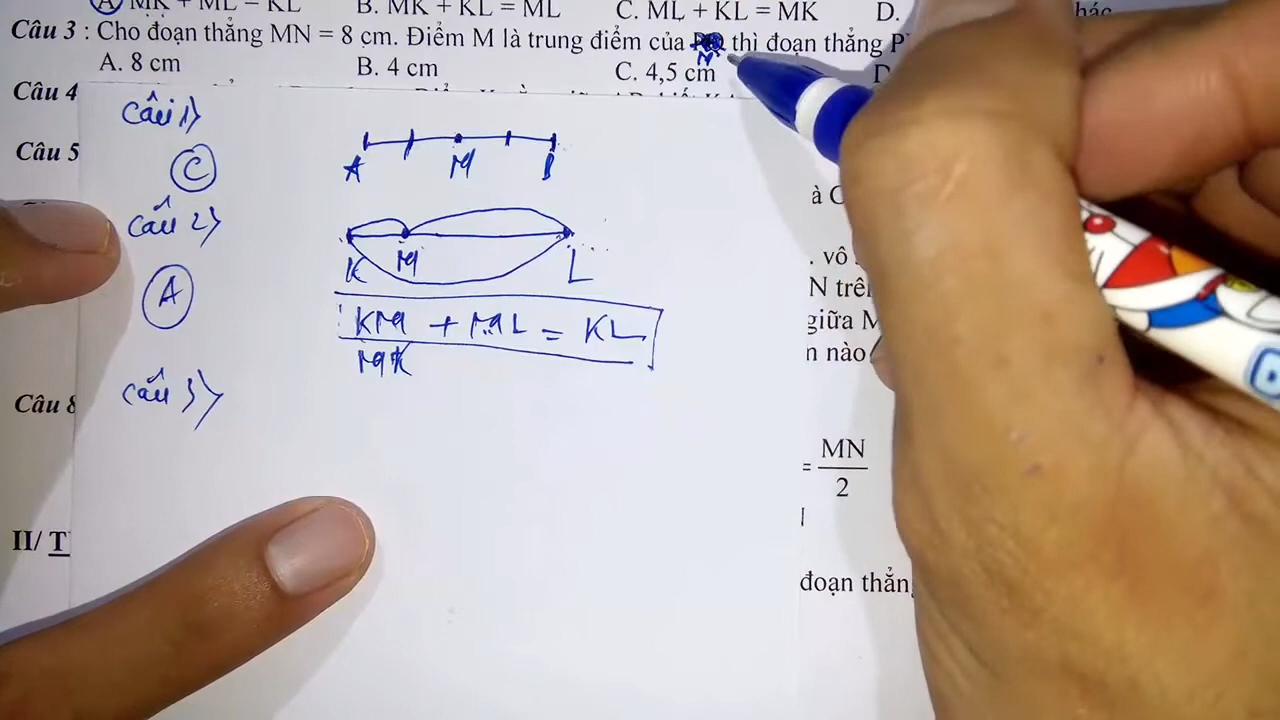 A. MK + ML = KL B. MK + KL = ML C. ML + KL = MK D. hác
Câu 3 : Cho đoạn thẳng MN = 8 cm. Điểm M là trung điểm của thì đoạn thẳng P
A. 8 cm B. 4 cm C. 4,5 cm D
Câu 4
Câu 5
Câu 1)
C
A M B
à C
Câu 2)
K M L
. vô
A
N trê
giữa M
KM + ML = KL
MK
n nào
Câu 3)
Câu 8
= MN
2
II/ T
đoạn thẳng